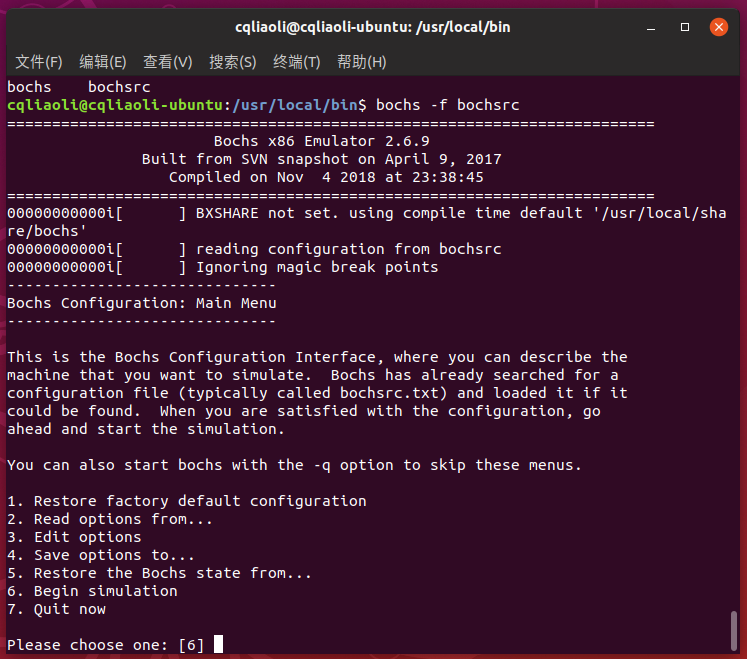 cqliaoli@cqliaoli-ubuntu: /usr/local/bin
文件(F) 编辑(E) 查看(V) 搜索(S) 终端(T) 帮助(H)
bochs    bochsrc
cqliaoli@cqliaoli-ubuntu:/usr/local/bin$ bochs -f bochsrc
========================================================================
                       Bochs x86 Emulator 2.6.9
               Built from SVN snapshot on April 9, 2017
                  Compiled on Nov  4 2018 at 23:38:45
========================================================================
00000000000i[      ] BXSHARE not set. using compile time default '/usr/local/sha
re/bochs'
00000000000i[      ] reading configuration from bochsrc
00000000000i[      ] Ignoring magic break points
------------------------------
Bochs Configuration: Main Menu
------------------------------
This is the Bochs Configuration Interface, where you can describe the
machine that you want to simulate.  Bochs has already searched for a
configuration file (typically called bochsrc.txt) and loaded it if it
could be found.  When you are satisfied with the configuration, go
ahead and start the simulation.
You can also start bochs with the -q option to skip these menus.
1. Restore factory default configuration
2. Read options from...
3. Edit options
4. Save options to...
5. Restore the Bochs state from...
6. Begin simulation
7. Quit now
Please choose one: [6]